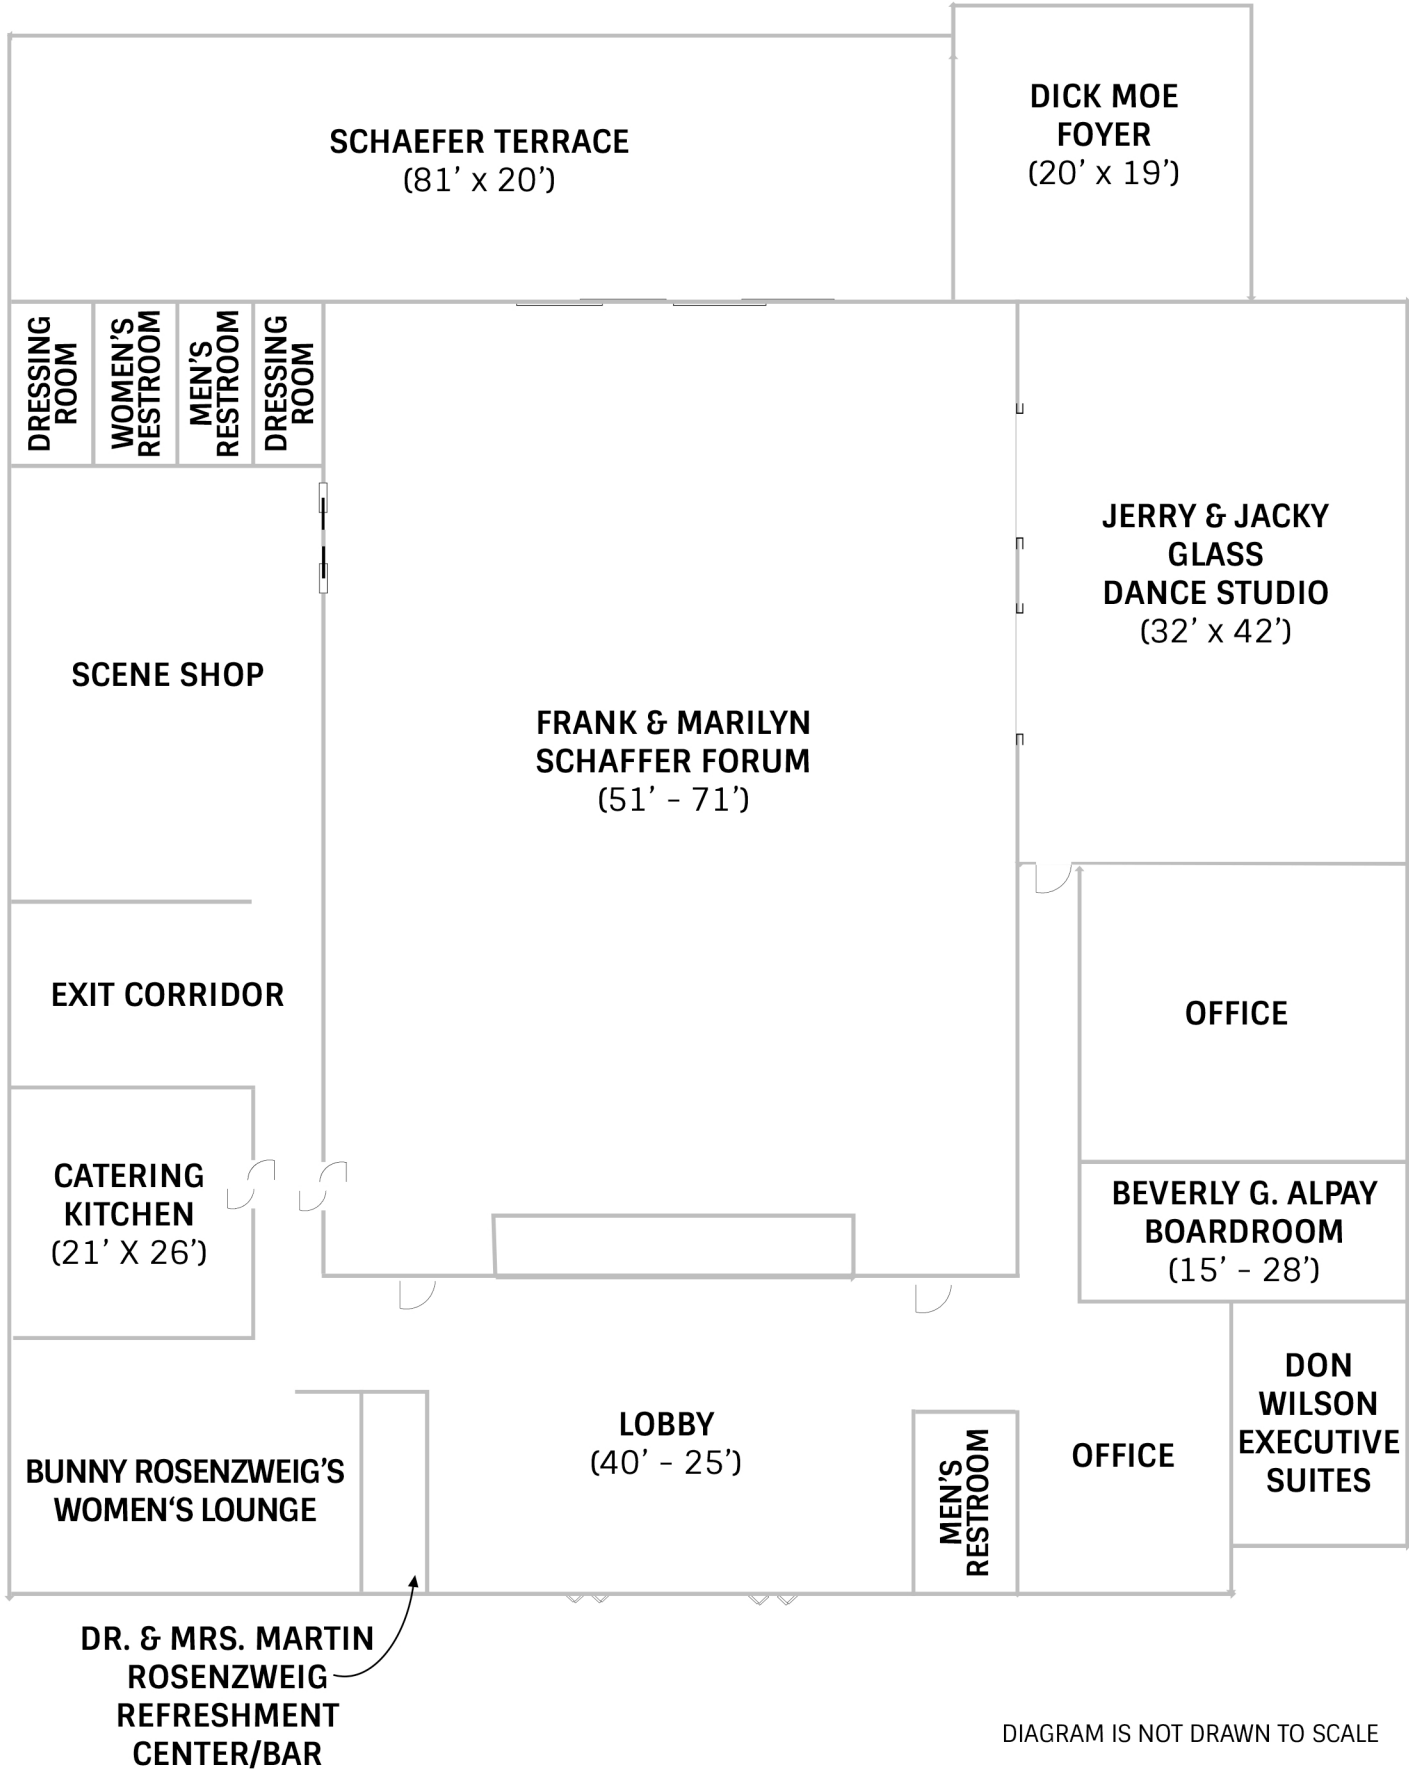 SCHAEFER TERRACE
(81’ x 20’)
DICK MOE
FOYER
(20’ x 19’)
DRESSING
ROOM
WOMEN’S
RESTROOM
MEN’S
RESTROOM
DRESSING
ROOM
JERRY & JACKY
GLASS
DANCE STUDIO
(32’ x 42’)
SCENE SHOP
FRANK & MARILYN
SCHAFFER FORUM
(51’ – 71’)
EXIT CORRIDOR
OFFICE
CATERING
KITCHEN
(21’ X 26’)
BEVERLY G. ALPAY
BOARDROOM
(15’ – 28’)
DON
WILSON
EXECUTIVE
SUITES
LOBBY
(40’ – 25’)
MEN’S
RESTROOM
OFFICE
BUNNY ROSENZWEIG’S
WOMEN‘S LOUNGE
DR. & MRS. MARTIN
ROSENZWEIG
REFRESHMENT
CENTER/BAR
DIAGRAM IS NOT DRAWN TO SCALE